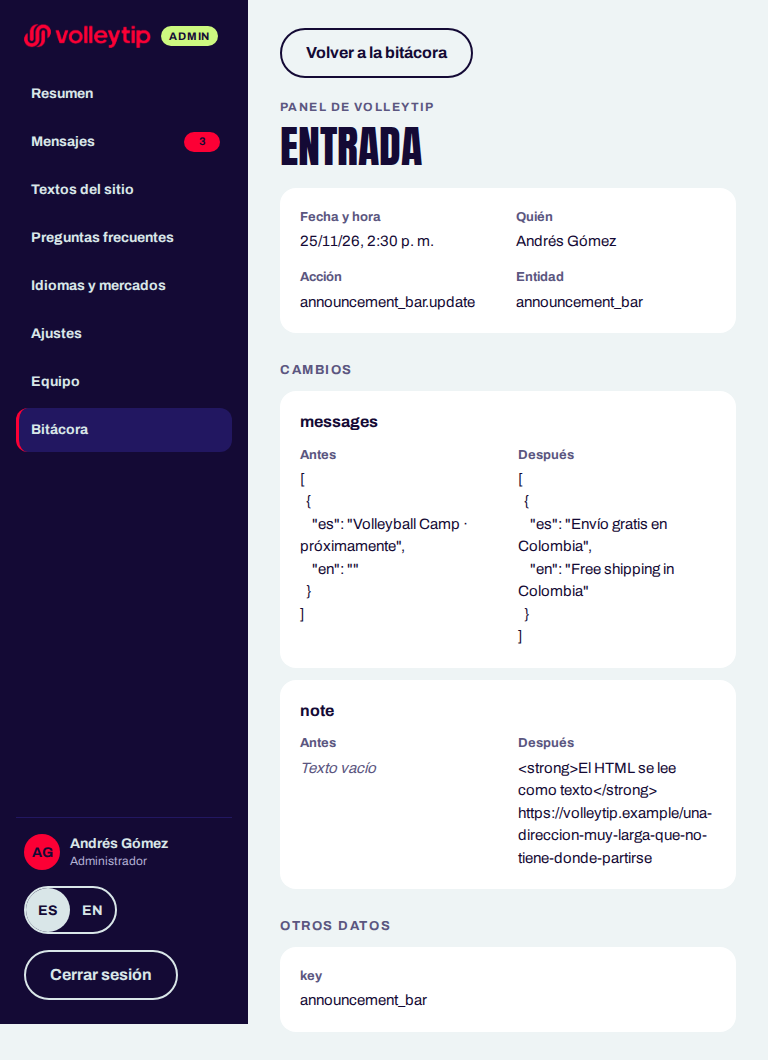 volleytip ADMIN
Resumen
Mensajes 3
Textos del sitio
Preguntas frecuentes
Idiomas y mercados
Ajustes
Equipo
Bitácora
AG Andrés Gómez
Administrador
ES EN
Cerrar sesión
Volver a la bitácora
PANEL DE VOLLEYTIP
ENTRADA
Fecha y hora
25/11/26, 2:30 p. m.
Quién
Andrés Gómez
Acción
announcement_bar.update
Entidad
announcement_bar
CAMBIOS
messages
Antes
[
  {
    "es": "Volleyball Camp ·
próximamente",
    "en": ""
  }
]
Después
[
  {
    "es": "Envío gratis en
Colombia",
    "en": "Free shipping in
Colombia"
  }
]
note
Antes
Texto vacío
Después
<strong>El HTML se lee
como texto</strong>
https://volleytip.example/una-
direccion-muy-larga-que-no-
tiene-donde-partirse
OTROS DATOS
key
announcement_bar